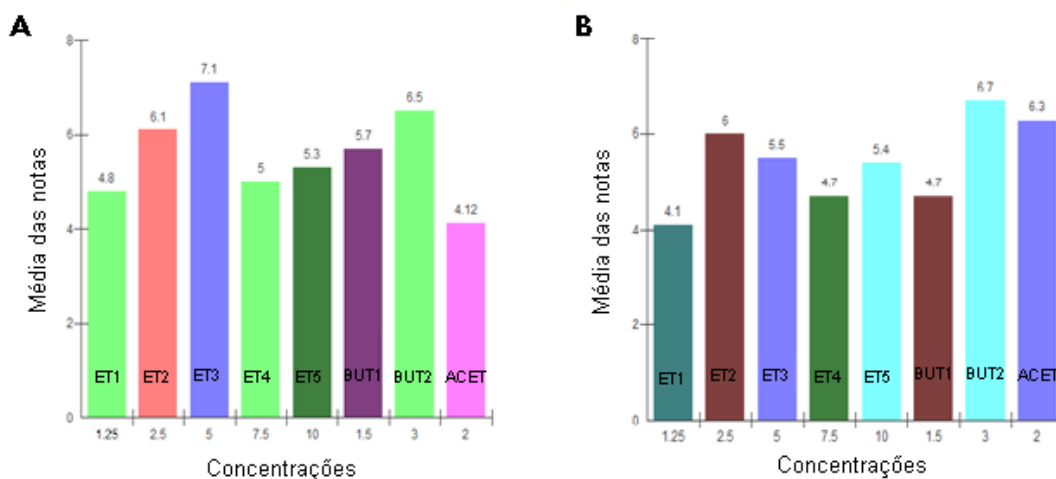 A
8
6
4
2
0
Média das notas
4.8
6.1
7.1
5
5.3
5.7
6.5
4.12
ET1
ET2
ET3
ET4
ET5
BUT1
BUT2
ACET
1.25
2.5
5
7.5
10
1.5
3
2
Concentrações
B
8
6
4
2
0
Média das notas
4.1
6
5.5
4.7
5.4
4.7
6.7
6.3
ET1
ET2
ET3
ET4
ET5
BUT1
BUT2
ACET
1.25
2.5
5
7.5
10
1.5
3
2
Concentrações